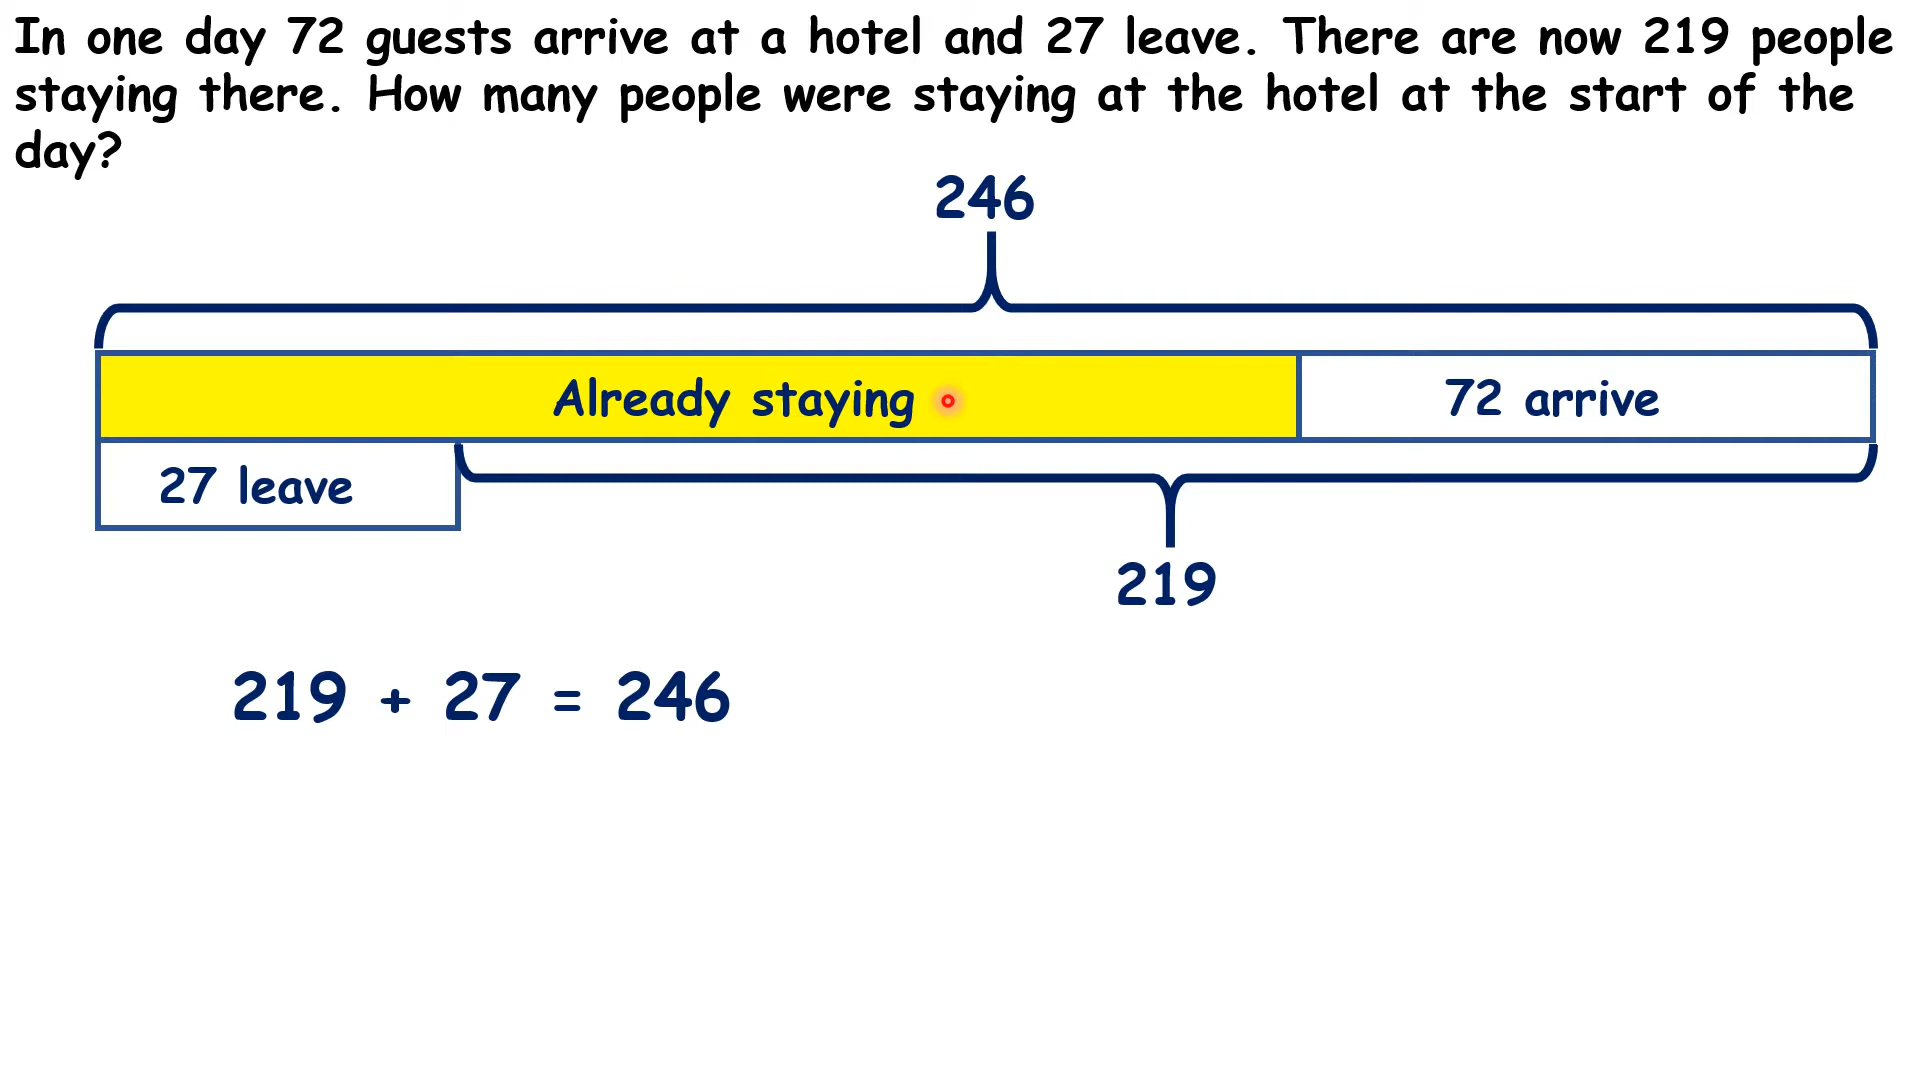 In one day 72 guests arrive at a hotel and 27 leave. There are now 219 people
staying there. How many people were staying at the hotel at the start of the
day?
246
Already staying
72 arrive
27 leave
219
219 + 27 = 246